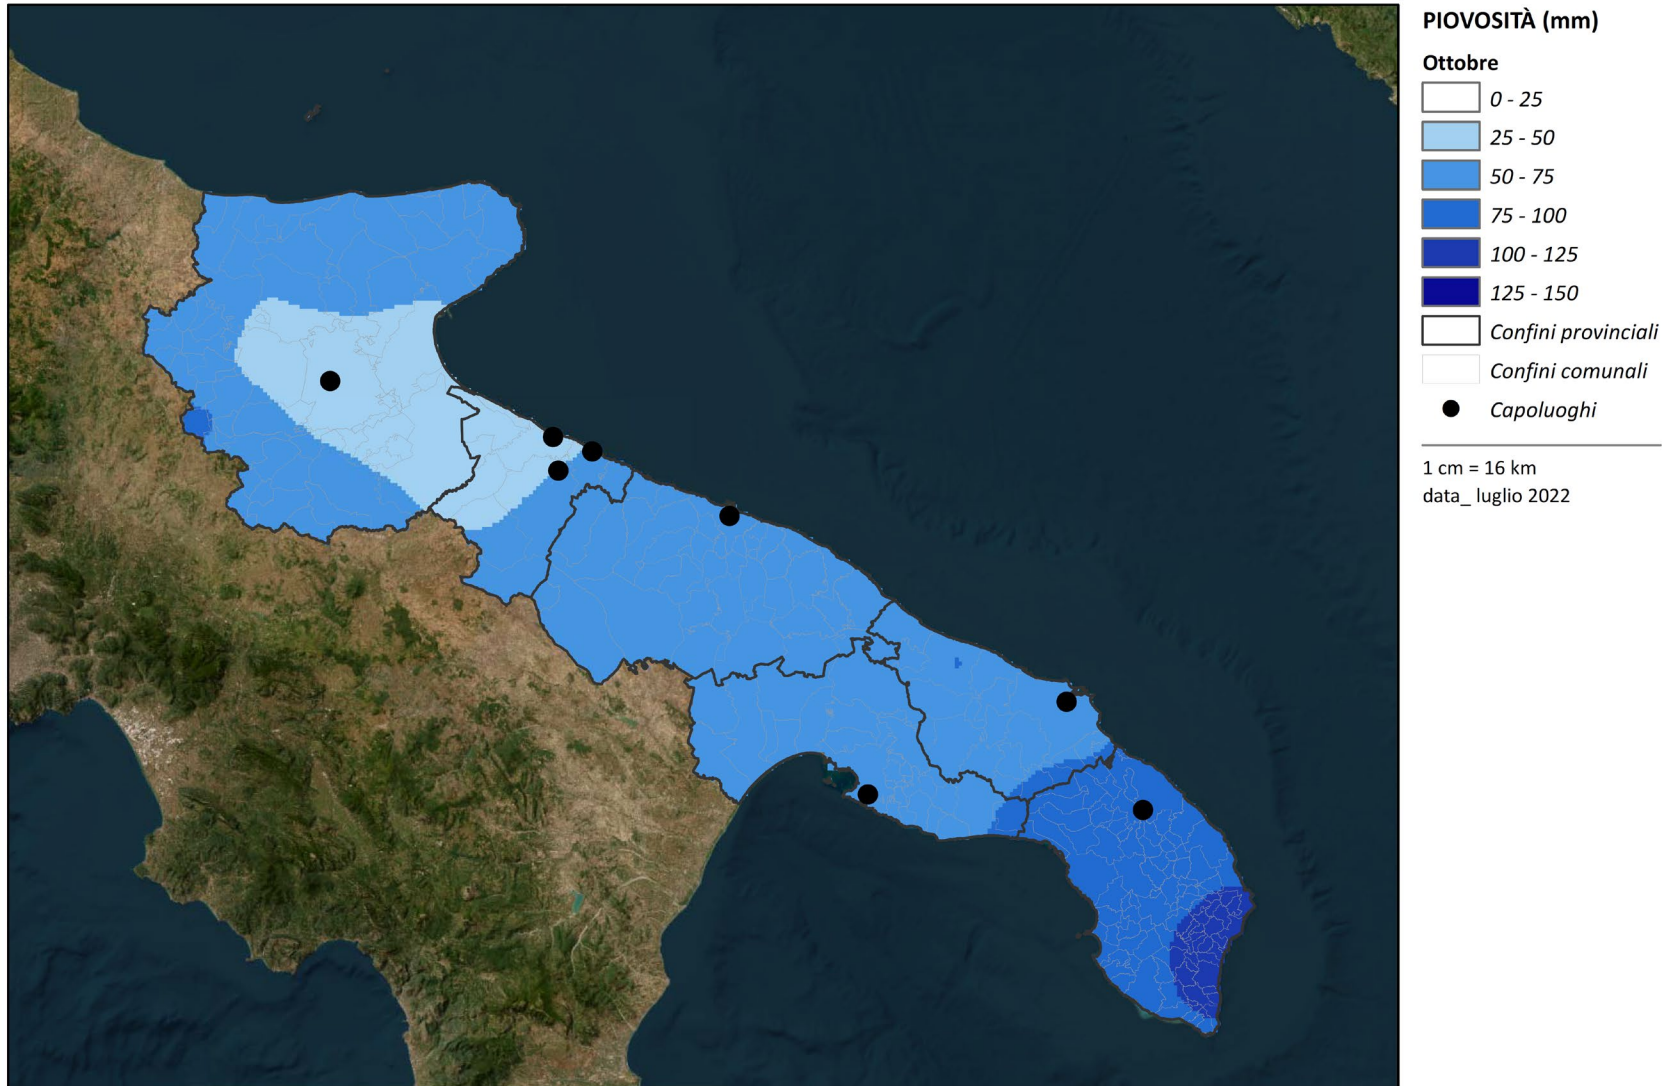 PIOVOSITÀ (mm)
Ottobre
0 - 25
25 - 50
50 - 75
75 - 100
100 - 125
125 - 150
Confini provinciali
Confini comunali
Capoluoghi
1 cm = 16 km
data_ luglio 2022